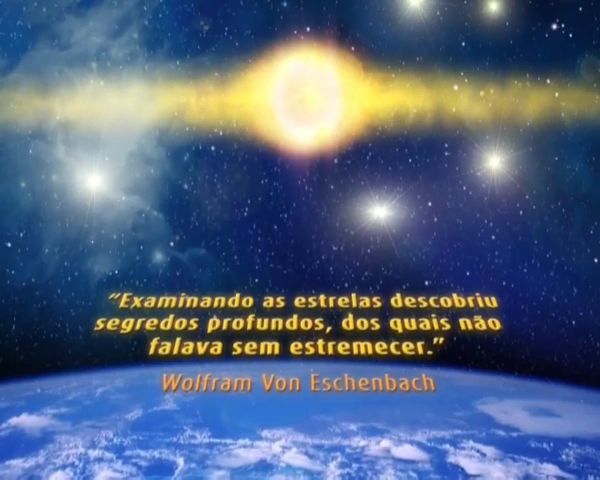 "Examinando as estrelas descobriu
segredos profundos, dos quais não
falava sem estremecer."
Wolfram Von Eschenbach